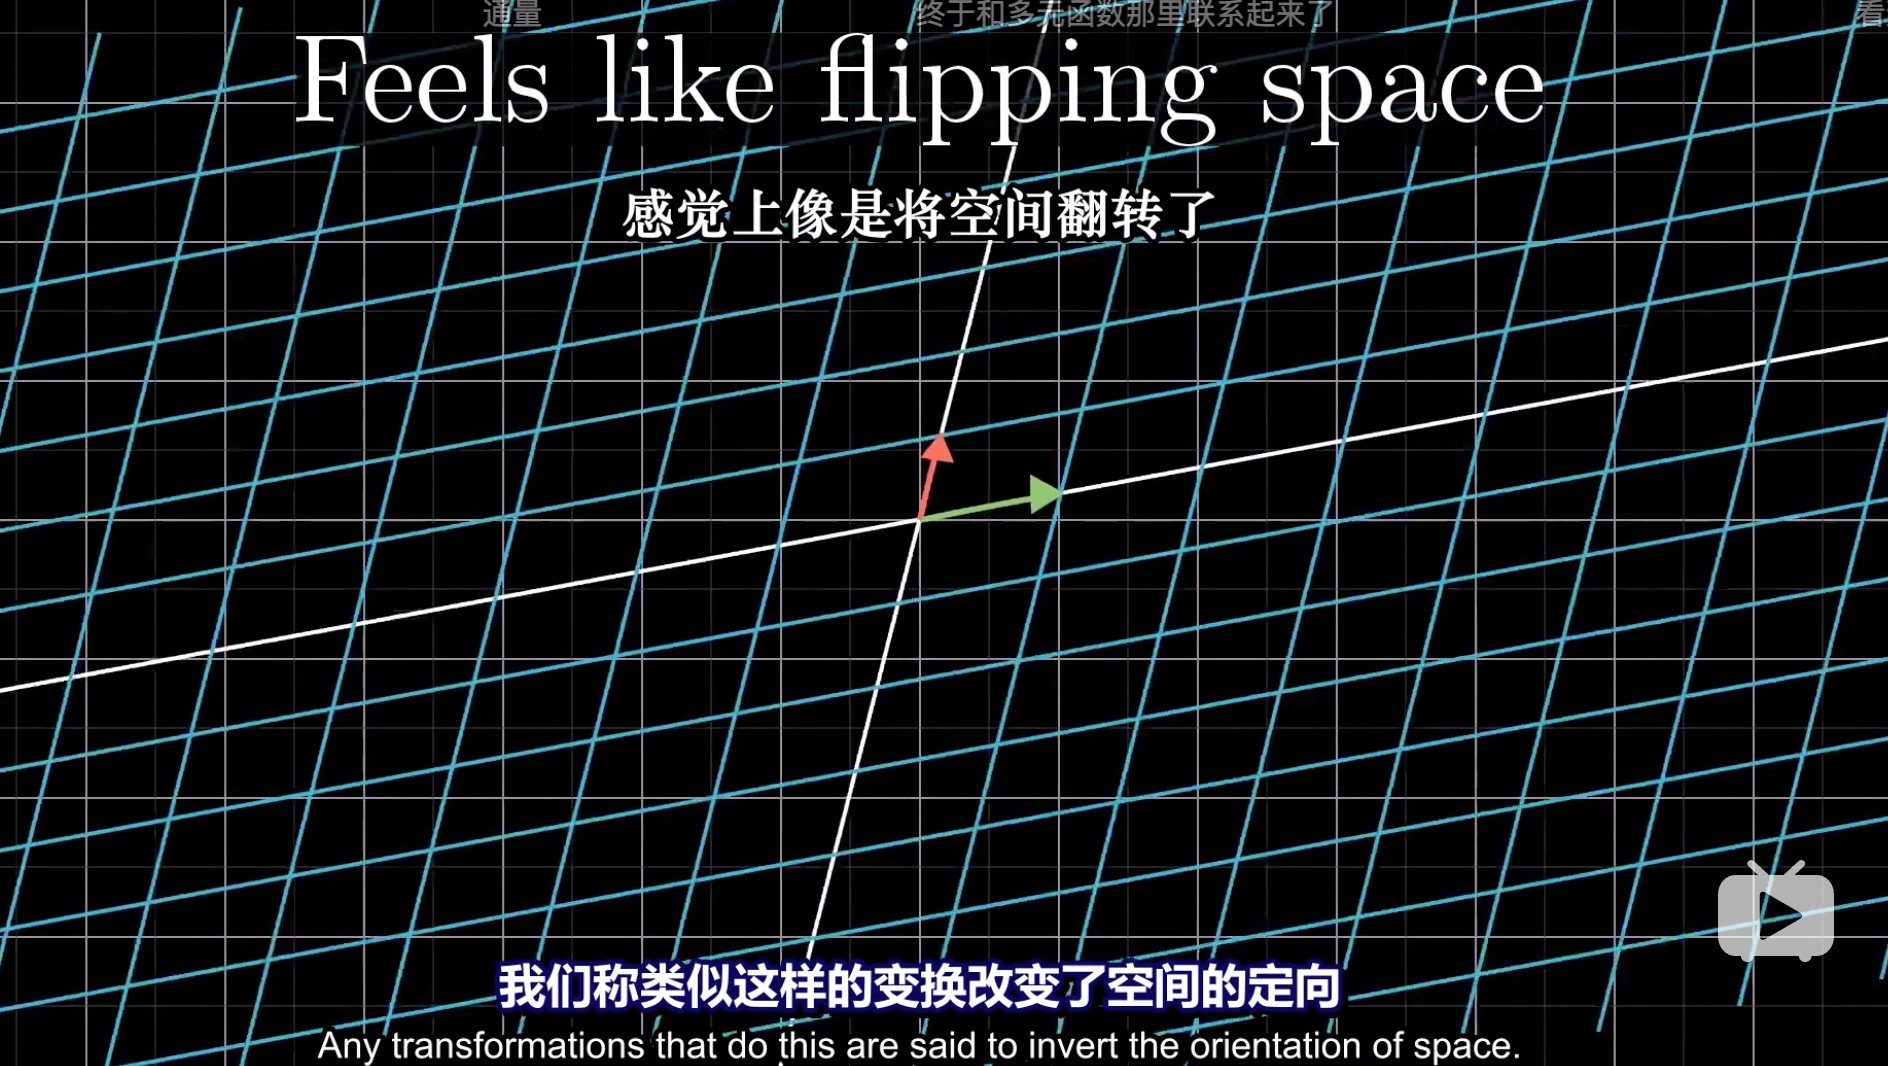 通量
终于和多元函数那里联系起来了
看
Feels like flipping space
感觉上像是将空间翻转了
我们称类似这样的变换改变了空间的定向
Any transformations that do this are said to invert the orientation of space.